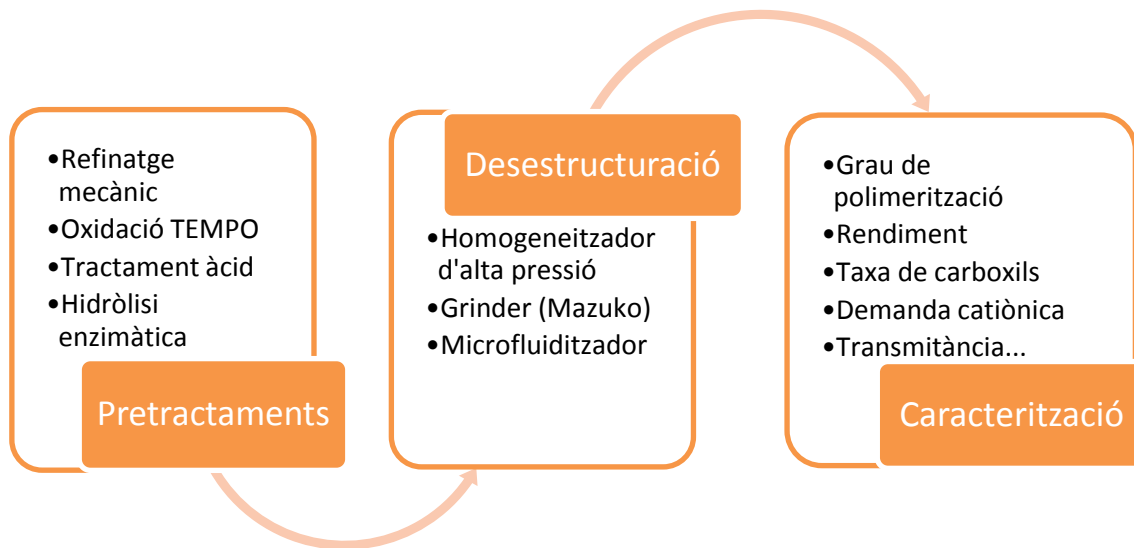 •Refinatge
mecànic
•Oxidació TEMPO
•Tractament àcid
•Hidròlisi
enzimàtica
Pretractaments
Desestructuració
•Homogeneïtzador
d'alta pressió
•Grinder (Mazuko)
•Microfluiditzador
•Grau de
polimerització
•Rendiment
•Taxa de carboxils
•Demanda catiònica
•Transmitància...
Caracterització